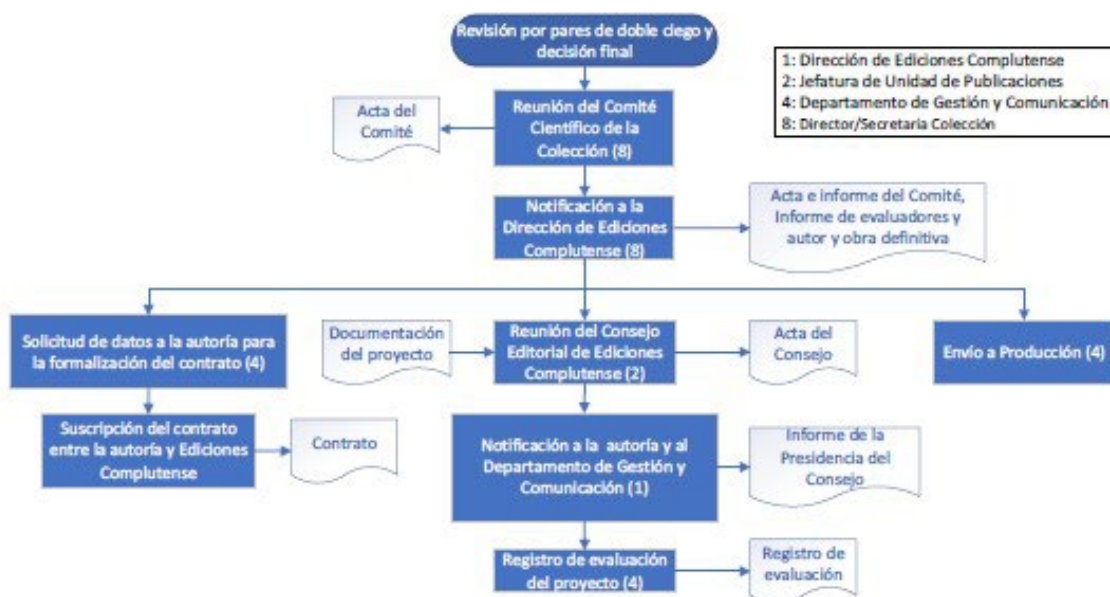 Revisión por pares de doble ciego y
decisión final
1: Dirección de Ediciones Complutense
2: Jefatura de Unidad de Publicaciones
4: Departamento de Gestión y Comunicación
8: Director/Secretaria Colección
Acta del
Comité
Reunión del Comité
Científico de la
Colección (8)
Notificación a la
Dirección de Ediciones
Complutense (8)
Acta e informe del Comité,
Informe de evaluadores y
autor y obra definitiva
Solicitud de datos a la autoría para
la formalización del contrato (4)
Documentación
del proyecto
Reunión del Consejo
Editorial de Ediciones
Complutense (2)
Acta del
Consejo
Envío a Producción (4)
Suscripción del contrato
entre la autoría y Ediciones
Complutense
Contrato
Notificación a la autoría y al
Departamento de Gestión y
Comunicación (1)
Informe de la
Presidencia del
Consejo
Registro de evaluación
del proyecto (4)
Registro de
evaluación